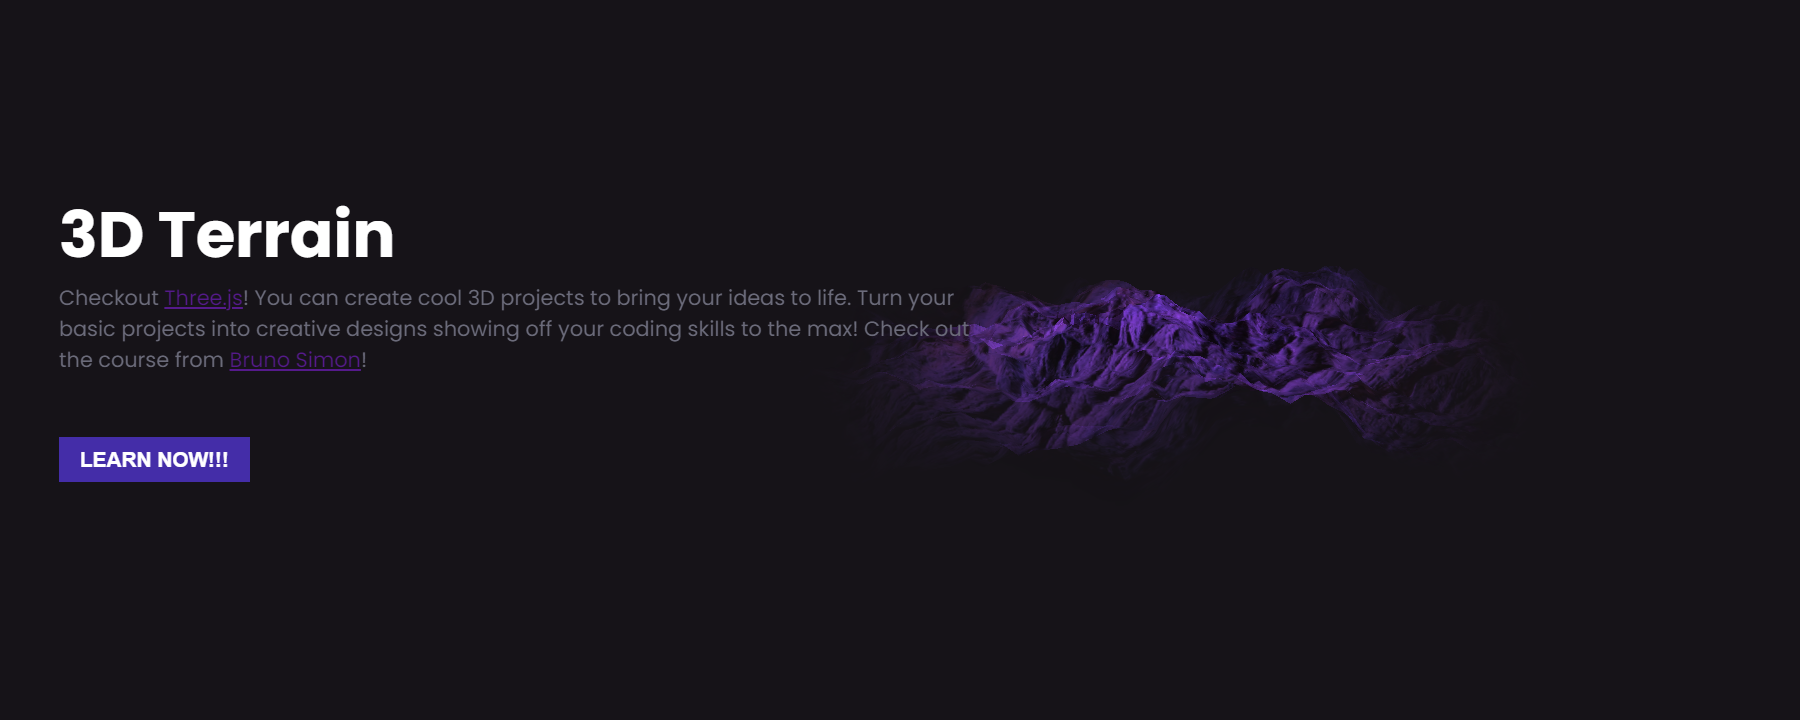 3D Terrain
Checkout Three.js! You can create cool 3D projects to bring your ideas to life. Turn your
basic projects into creative designs showing off your coding skills to the max! Check out
the course from Bruno Simon!
LEARN NOW!!!